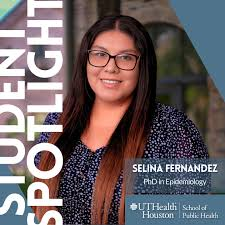 STUDENT
SPOTLIGHT
SELINA FERNANDEZ
PhD in Epidemiology
UTHealth
Houston
School of
Public Health